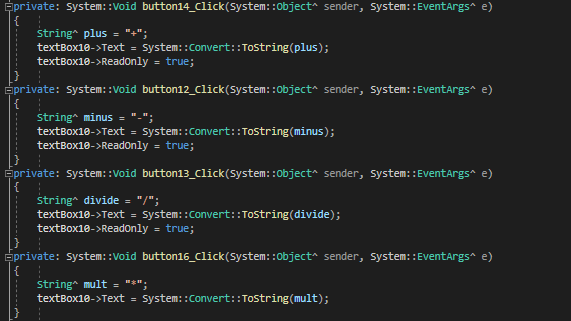 private: System::Void button14_Click(System::Object^ sender, System::EventArgs^ e)
{
String^ plus = "+";
textBox10->Text = System::Convert::ToString(plus);
textBox10->ReadOnly = true;
}
private: System::Void button12_Click(System::Object^ sender, System::EventArgs^ e)
{
String^ minus = "-";
textBox10->Text = System::Convert::ToString(minus);
textBox10->ReadOnly = true;
}
private: System::Void button13_Click(System::Object^ sender, System::EventArgs^ e)
{
String^ divide = "/";
textBox10->Text = System::Convert::ToString(divide);
textBox10->ReadOnly = true;
}
private: System::Void button16_Click(System::Object^ sender, System::EventArgs^ e)
{
String^ mult = "*";
textBox10->Text = System::Convert::ToString(mult);
}